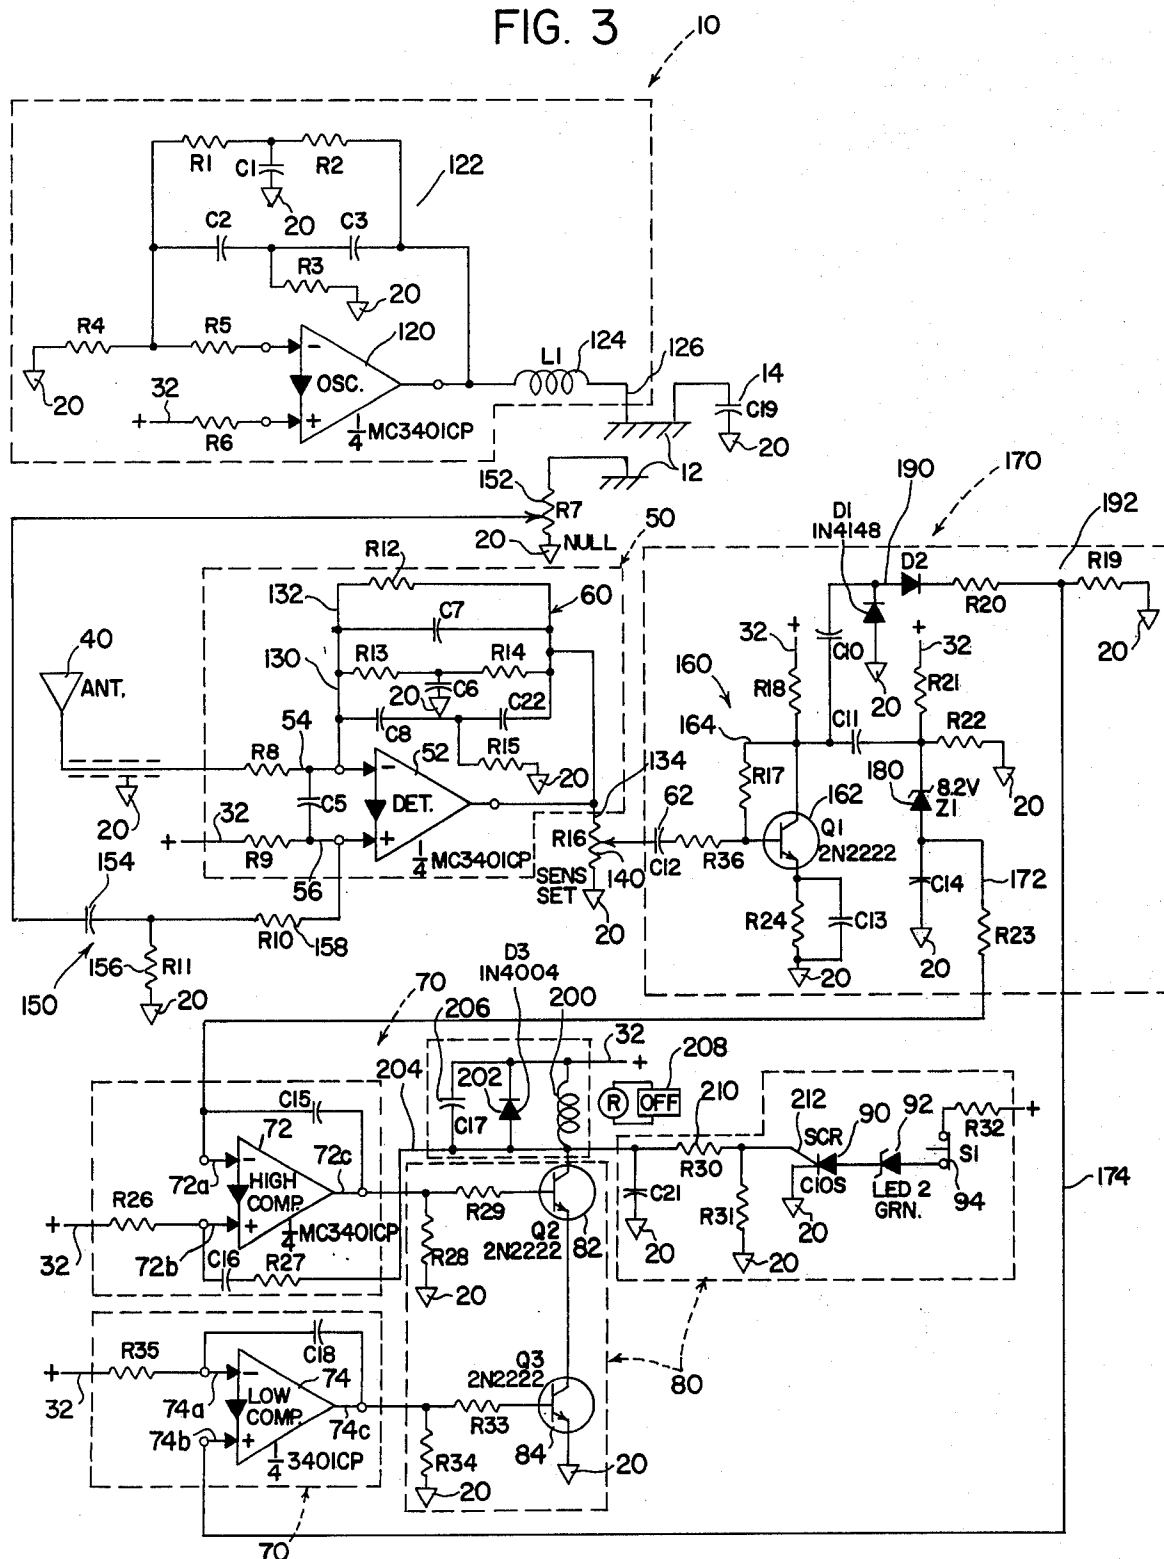 FIG. 3
10
R1
R2
C1
20
122
C2
C3
R3
20
R4
R5
120
20
OSC.
32
R6
1/4 MC3401CP
L1
124
126
14
C19
20
12
152
R7
20
NULL
50
R12
132
60
C7
40
ANT.
130
R13
R14
20
C6
C22
C8
R15
20
54
R8
52
134
20
C5
DET.
32
R9
56
1/4 MC3401CP
R16
140
SENS
SET
20
62
C12
154
150
156
R11
20
R10
158
170
190
192
D1
1N4148
D2
R20
R19
20
32
C10
20
32
R18
R21
160
164
C11
R22
20
R17
180
8.2V
Z1
162
Q1
2N2222
R36
C14
172
R24
C13
20
20
R23
70
206
D3
1N4004
200
32
208
204
202
C17
R
OFF
210
212
SCR
90
92
R32
S1
C15
72
72a
HIGH
COMP.
72c
R26
72b
1/4 MC3401CP
32
C16
R27
R28
20
R29
Q2
2N2222
82
C21
20
R30
R31
20
C10S
20
LED 2
GRN.
94
174
R35
C18
74
32
74a
LOW
COMP.
74c
74b
1/4 3401CP
R33
Q3
2N2222
84
80
R34
20
20
70